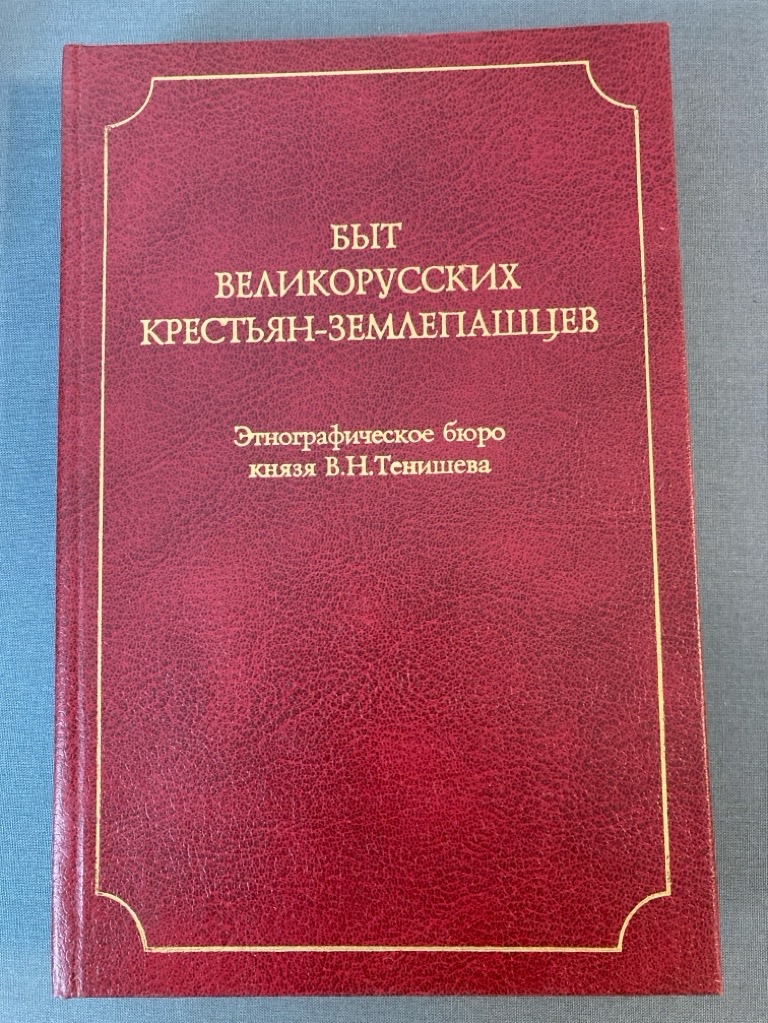 БЫТ
ВЕЛИКОРУССКИХ
КРЕСТЬЯН-ЗЕМЛЕПАШЦЕВ
Этнографическое бюро
князя В.Н.Тенишева